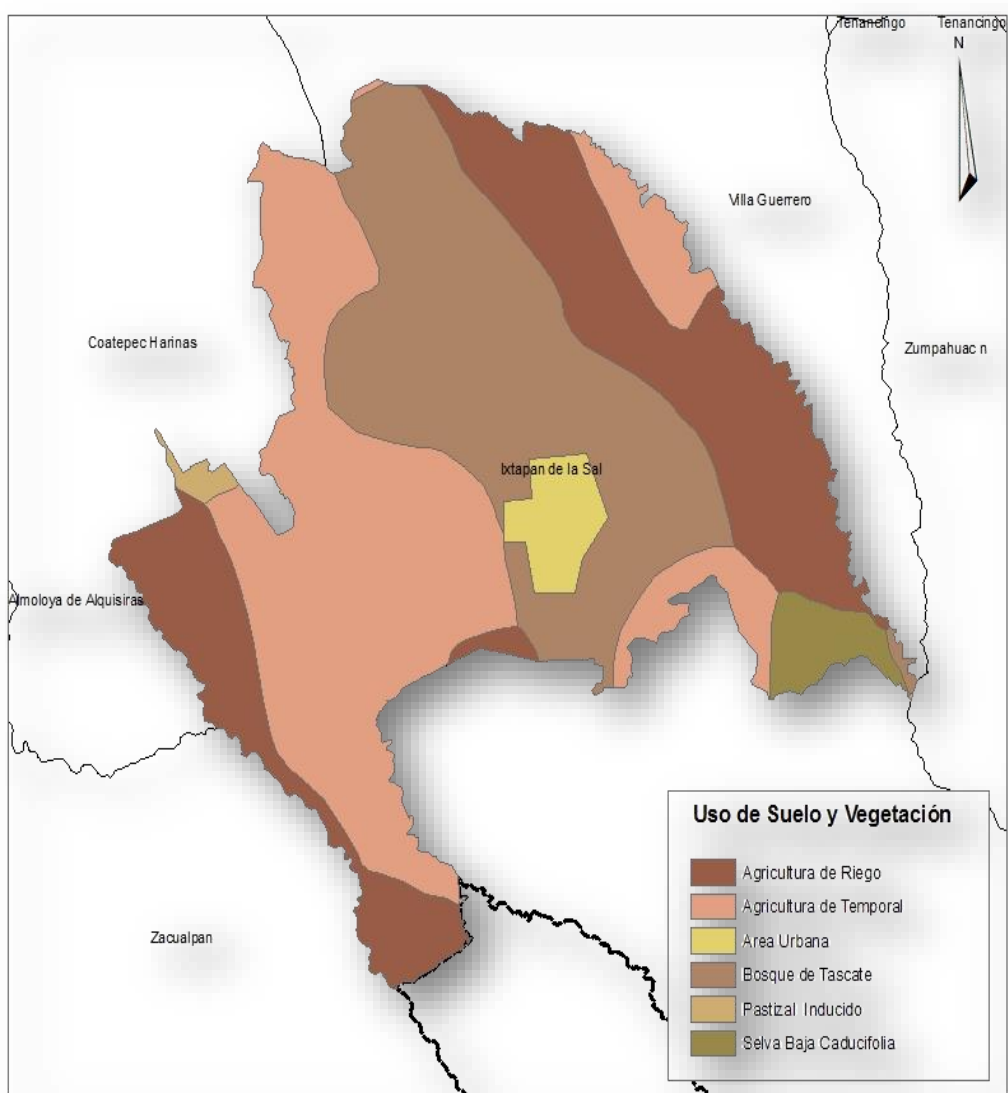 Tenancingo Tenancingo
N
Villa Guerrero
Coatepec Harinas
Zumpahuac n
Ixtapan de la Sal
Almoloya de Alquisiras
Zacualpan
Uso de Suelo y Vegetación
Agricultura de Riego
Agricultura de Temporal
Area Urbana
Bosque de Tascate
Pastizal Inducido
Selva Baja Caducifolia